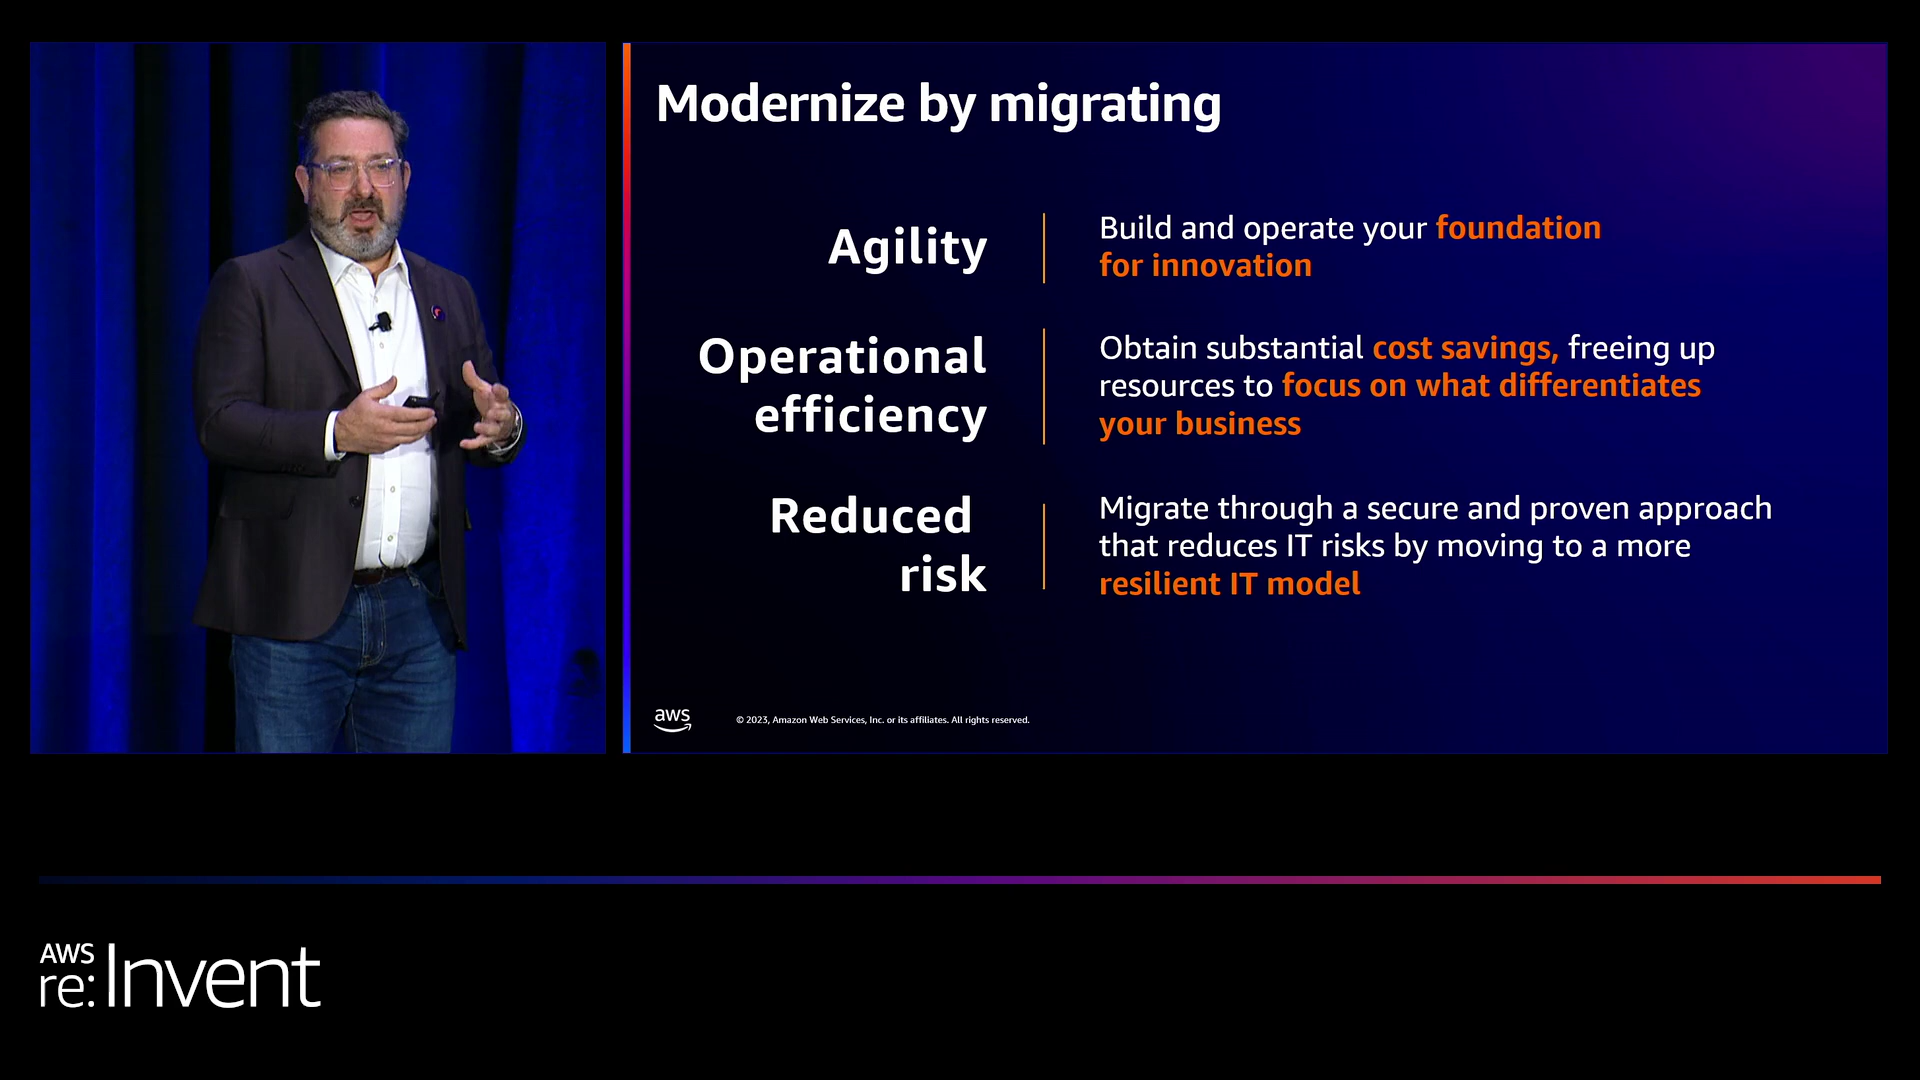 Modernize by migrating
Agility
Build and operate your foundation
for innovation
Operational
efficiency
Obtain substantial cost savings, freeing up
resources to focus on what differentiates
your business
Reduced
risk
Migrate through a secure and proven approach
that reduces IT risks by moving to a more
resilient IT model
aws
© 2023, Amazon Web Services, Inc. or its affiliates. All rights reserved.
AWS
re:Invent